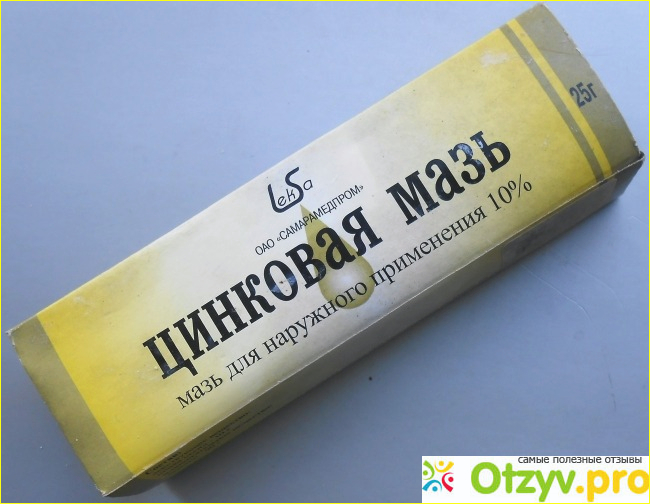 25г
LekSa
ОАО «САМАРАМЕДПРОМ»
ЦИНКОВАЯ МАЗЬ
мазь для наружного применения 10%
самые полезные отзывы
Otzyv.pro